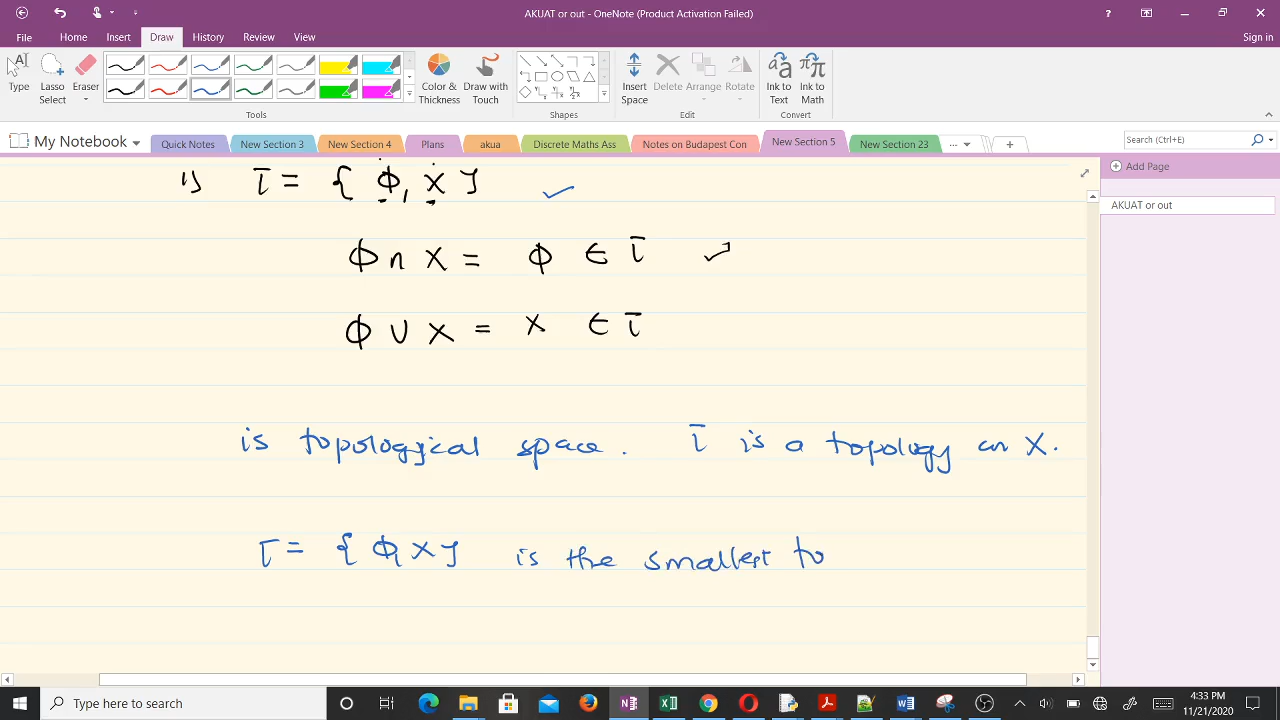 AKUAT or out - OneNote (Product Activation Failed)
File Home Insert Draw History Review View Sign in
Type Lasso Select Eraser Color & Thickness Draw with Touch Insert Space Delete Arrange Rotate Ink to Text Ink to Math
Tools Shapes Edit Convert
My Notebook Quick Notes New Section 3 New Section 4 Plans akua Discrete Maths Ass Notes on Budapest Con New Section 5 New Section 23 Search (Ctrl+E)
Add Page
AKUAT or out
is τ = { ϕ, X } ✓
ϕ ∩ X = ϕ ∈ τ ✓
ϕ ∪ X = X ∈ τ
is topological space. τ is a topology on X.
τ = { ϕ, X } is the smallest to
Type here to search
4:33 PM
11/21/2020